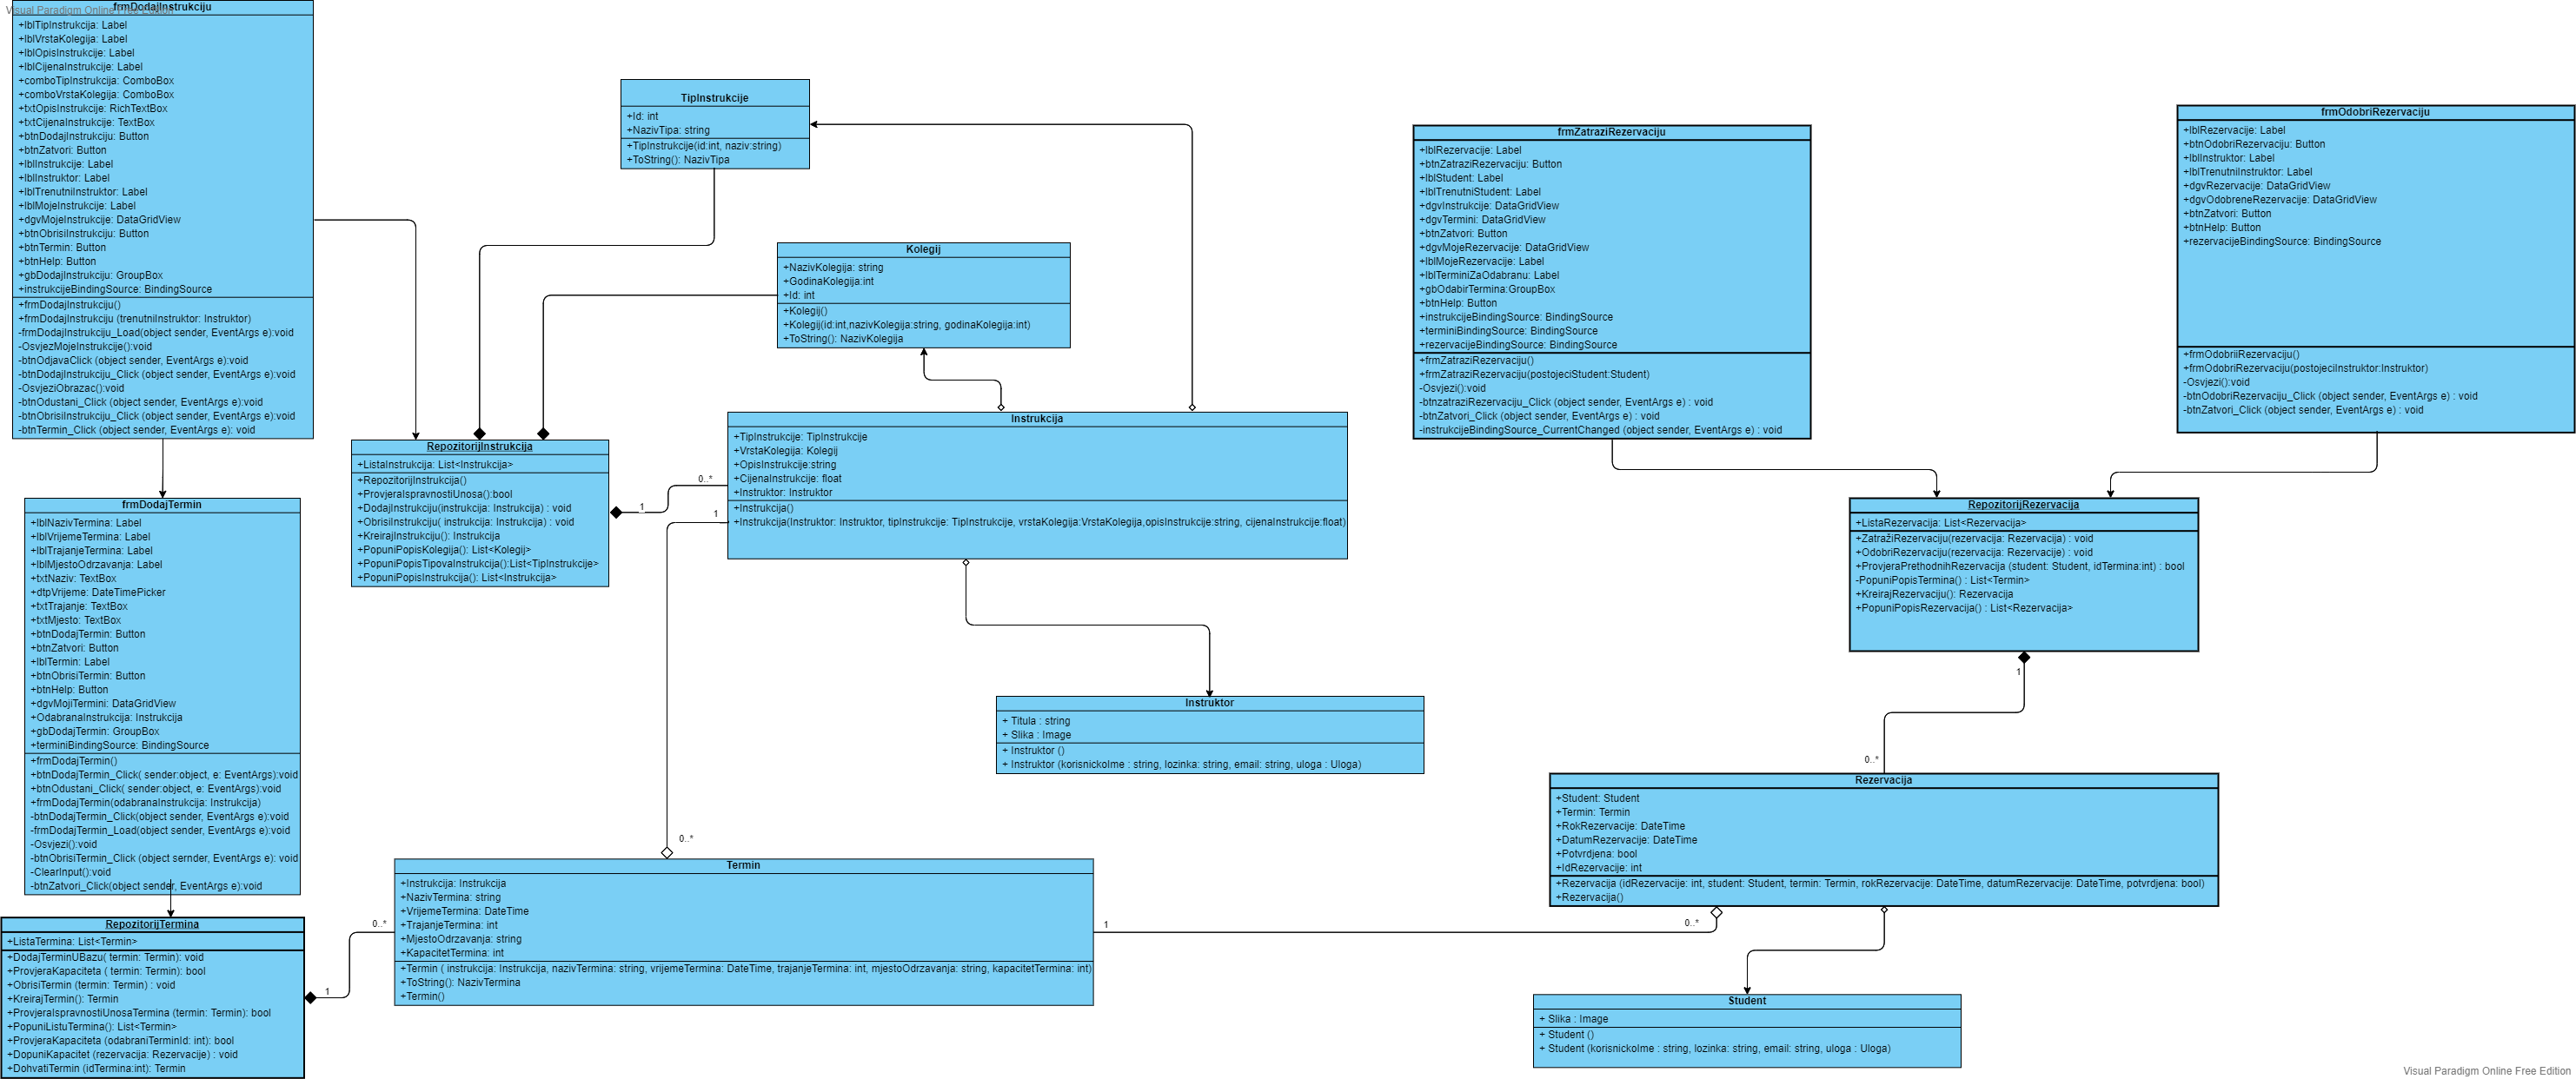 Visual Paradigm Online Free Edition
frmDodajInstrukciju
+lblTipInstrukcija: Label
+lblVrstaKolegija: Label
+lblOpisInstrukcije: Label
+lblCijenaInstrukcije: Label
+comboTipInstrukcija: ComboBox
+comboVrstaKolegija: ComboBox
+txtOpisInstrukcije: RichTextBox
+txtCijenaInstrukcije: TextBox
+btnDodajInstrukciju: Button
+btnZatvori: Button
+lblInstrukcije: Label
+lblInstruktor: Label
+lblTrenutniInstruktor: Label
+lblMojeInstrukcije: Label
+dgvMojeInstrukcije: DataGridView
+btnObrisiInstrukciju: Button
+btnTermin: Button
+btnHelp: Button
+gbDodajInstrukciju: GroupBox
+instrukcijeBindingSource: BindingSource
+frmDodajInstrukciju()
+frmDodajInstrukciju (trenutniInstruktor: Instruktor)
-frmDodajInstrukciju_Load(object sender, EventArgs e):void
-OsvjezMojeInstrukcije():void
-btnOdjavaClick (object sender, EventArgs e):void
-btnDodajInstrukciju_Click (object sender, EventArgs e):void
-OsvjeziObrazac():void
-btnOdustani_Click (object sender, EventArgs e):void
-btnObrisiInstrukciju_Click (object sender, EventArgs e):void
-btnTermin_Click (object sender, EventArgs e): void
TipInstrukcije
+Id: int
+NazivTipa: string
+TipInstrukcije(id:int, naziv:string)
+ToString(): NazivTipa
Kolegij
+NazivKolegija: string
+GodinaKolegija:int
+Id: int
+Kolegij()
+Kolegij(id:int,nazivKolegija:string, godinaKolegija:int)
+ToString(): NazivKolegija
frmZatraziRezervaciju
+lblRezervacije: Label
+btnZatraziRezervaciju: Button
+lblStudent: Label
+lblTrenutniStudent: Label
+dgvInstrukcije: DataGridView
+dgvTermini: DataGridView
+btnZatvori: Button
+dgvMojeRezervacije: DataGridView
+lblMojeRezervacije: Label
+lblTerminiZaOdabranu: Label
+gbOdabirTermina:GroupBox
+btnHelp: Button
+instrukcijeBindingSource: BindingSource
+terminiBindingSource: BindingSource
+rezervacijeBindingSource: BindingSource
+frmZatraziRezervaciju()
+frmZatraziRezervaciju(postojeciStudent:Student)
-Osvjezi():void
-btnzatraziRezervaciju_Click (object sender, EventArgs e) : void
-btnZatvori_Click (object sender, EventArgs e) : void
-instrukcijeBindingSource_CurrentChanged (object sender, EventArgs e) : void
frmOdobriRezervaciju
+lblRezervacije: Label
+btnOdobriRezervaciju: Button
+lblInstruktor: Label
+lblTrenutniInstruktor: Label
+dgvRezervacije: DataGridView
+dgvOdobreneRezervacije: DataGridView
+btnZatvori: Button
+btnHelp: Button
+rezervacijeBindingSource: BindingSource
+frmOdobriiRezervaciju()
+frmOdobriRezervaciju(postojeciInstruktor:Instruktor)
-Osvjezi():void
-btnOdobriRezervaciju_Click (object sender, EventArgs e) : void
-btnZatvori_Click (object sender, EventArgs e) : void
RepozitorijInstrukcija
+ListaInstrukcija: List<Instrukcija>
+RepozitorijInstrukcija()
+ProvjeraIspravnostiUnosa():bool
+DodajInstrukciju(instrukcija: Instrukcija) : void
+ObrisiInstrukciju( instrukcija: Instrukcija) : void
+KreirajInstrukciju(): Instrukcija
+PopuniPopisKolegija(): List<Kolegij>
+PopuniPopisTipovaInstrukcija():List<TipInstrukcije>
+PopuniPopisInstrukcija(): List<Instrukcija>
0..*
1
1
Instrukcija
+TipInstrukcije: TipInstrukcije
+VrstaKolegija: Kolegij
+OpisInstrukcije:string
+CijenaInstrukcije: float
+Instruktor: Instruktor
+Instrukcija()
+Instrukcija(Instruktor: Instruktor, tipInstrukcije: TipInstrukcije, vrstaKolegija:VrstaKolegija,opisInstrukcije:string, cijenaInstrukcije:float)
frmDodajTermin
+lblNazivTermina: Label
+lblVrijemeTermina: Label
+lblTrajanjeTermina: Label
+lblMjestoOdrzavanja: Label
+txtNaziv: TextBox
+dtpVrijeme: DateTimePicker
+txtTrajanje: TextBox
+txtMjesto: TextBox
+btnDodajTermin: Button
+btnZatvori: Button
+lblTermin: Label
+btnObrisiTermin: Button
+btnHelp: Button
+dgvMojiTermini: DataGridView
+OdabranaInstrukcija: Instrukcija
+gbDodajTermin: GroupBox
+terminiBindingSource: BindingSource
+frmDodajTermin()
+btnDodajTermin_Click( sender:object, e: EventArgs):void
+btnOdustani_Click( sender:object, e: EventArgs):void
+frmDodajTermin(odabranaInstrukcija: Instrukcija)
-btnDodajTermin_Click(object sender, EventArgs e):void
-frmDodajTermin_Load(object sender, EventArgs e):void
-Osvjezi():void
-btnObrisiTermin_Click (object sernder, EventArgs e): void
-ClearInput():void
-btnZatvori_Click(object sender, EventArgs e):void
RepozitorijRezervacija
+ListaRezervacija: List<Rezervacija>
+ZatražiRezervaciju(rezervacija: Rezervacija) : void
+OdobriRezervaciju(rezervacija: Rezervacije) : void
+ProvjeraPrethodnihRezervacija (student: Student, idTermina:int) : bool
-PopuniPopisTermina() : List<Termin>
+KreirajRezervaciju(): Rezervacija
+PopuniPopisRezervacija() : List<Rezervacija>
1
0..*
Instruktor
+ Titula : string
+ Slika : Image
+ Instruktor ()
+ Instruktor (korisnickoIme : string, lozinka: string, email: string, uloga : Uloga)
Rezervacija
+Student: Student
+Termin: Termin
+RokRezervacije: DateTime
+DatumRezervacije: DateTime
+Potvrdjena: bool
+IdRezervacije: int
+Rezervacija (idRezervacije: int, student: Student, termin: Termin, rokRezervacije: DateTime, datumRezervacije: DateTime, potvrdjena: bool)
+Rezervacija()
0..*
Termin
+Instrukcija: Instrukcija
+NazivTermina: string
+VrijemeTermina: DateTime
+TrajanjeTermina: int
+MjestoOdrzavanja: string
+KapacitetTermina: int
+Termin ( instrukcija: Instrukcija, nazivTermina: string, vrijemeTermina: DateTime, trajanjeTermina: int, mjestoOdrzavanja: string, kapacitetTermina: int)
+ToString(): NazivTermina
+Termin()
1
0..*
0..*
1
RepozitorijTermina
+ListaTermina: List<Termin>
+DodajTerminUBazu( termin: Termin): void
+ProvjeraKapaciteta ( termin: Termin): bool
+ObrisiTermin (termin: Termin) : void
+KreirajTermin(): Termin
+ProvjeraIspravnostiUnosaTermina (termin: Termin): bool
+PopuniListuTermina(): List<Termin>
+ProvjeraKapaciteta (odabraniTerminId: int): bool
+DopuniKapacitet (rezervacija: Rezervacije) : void
+DohvatiTermin (idTermina:int): Termin
Student
+ Slika : Image
+ Student ()
+ Student (korisnickoIme : string, lozinka: string, email: string, uloga : Uloga)
Visual Paradigm Online Free Edition